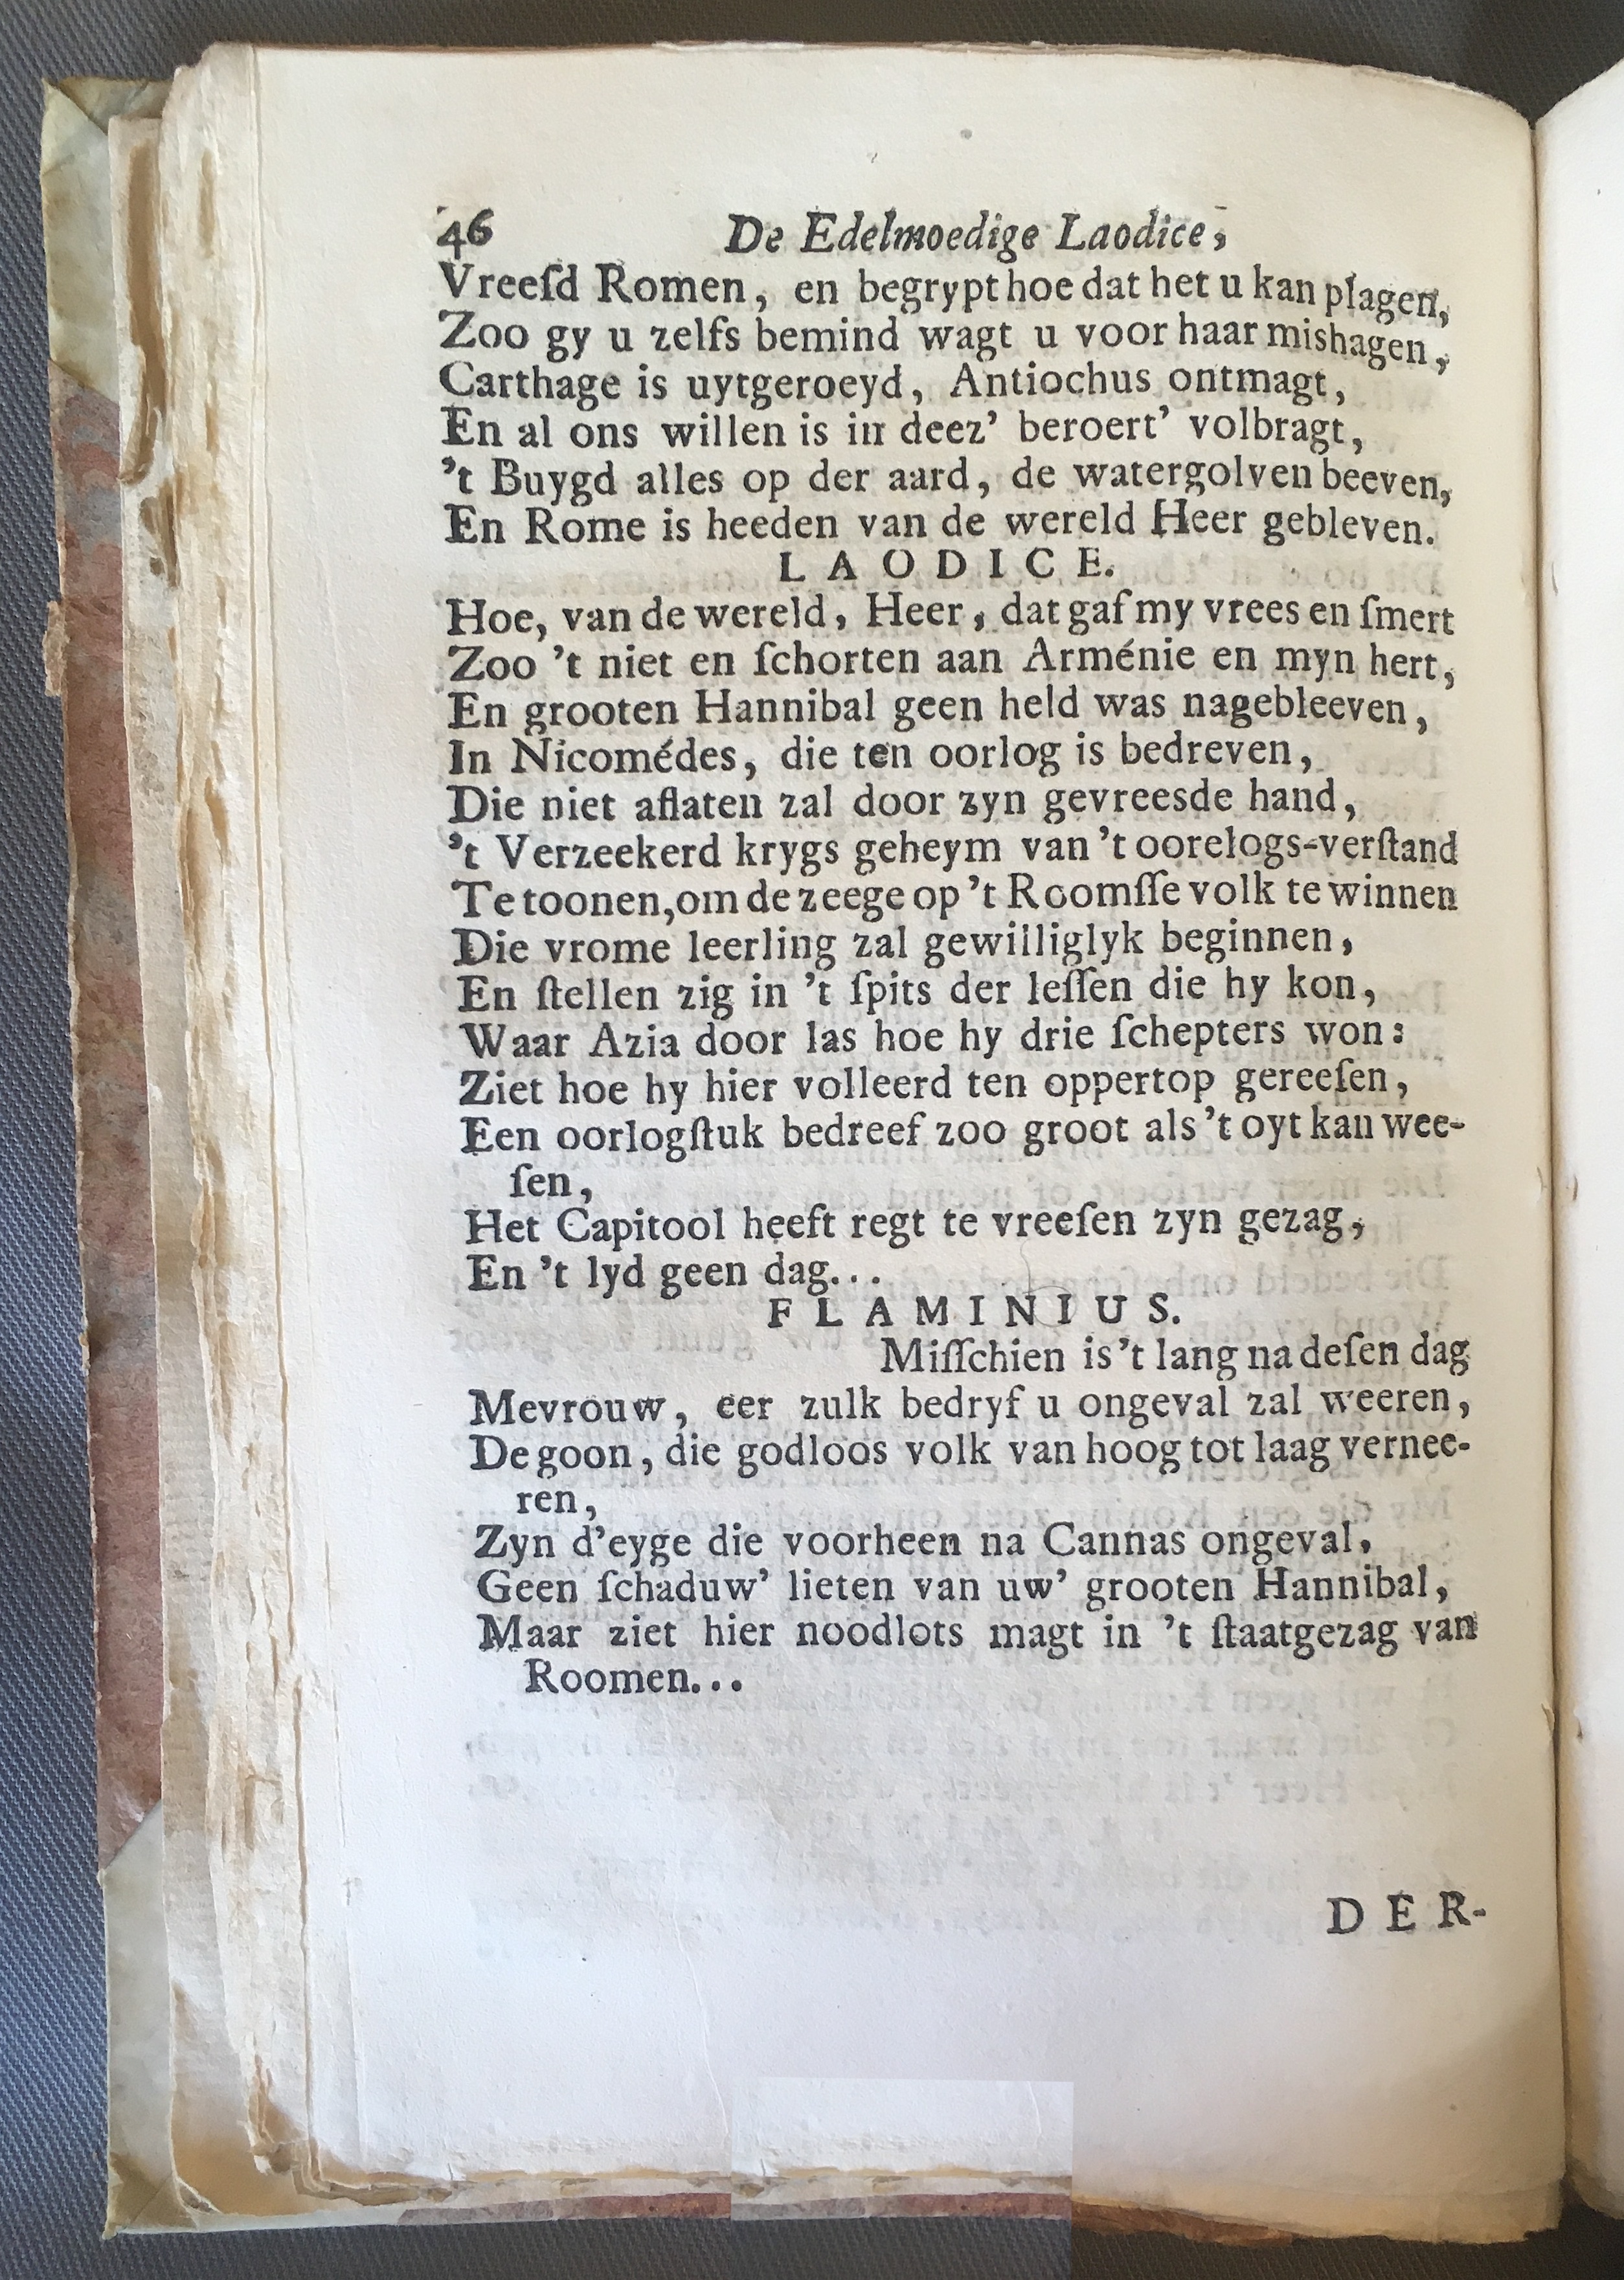 46 De Edelmoedige Laodice,
Vreeſd Romen, en begrypt hoe dat het u kan plagen,
Zoo gy u zelfs bemind wagt u voor haar mishagen,
Carthage is uytgeroeyd, Antiochus ontmagt,
En al ons willen is in deez' beroert' volbragt,
't Buygd alles op der aard, de watergolven beeven,
En Rome is heeden van de wereld Heer gebleven.
LAODICE.
Hoe, van de wereld, Heer, dat gaf my vrees en ſmert
Zoo 't niet en ſchorten aan Arménie en myn hert,
En grooten Hannibal geen held was nagebleeven,
In Nicomédes, die ten oorlog is bedreven,
Die niet aflaten zal door zyn gevreesde hand,
't Verzeekerd krygs geheym van 't oorelogs-verſtand
Te toonen, om de zeege op 't Roomſſe volk te winnen
Die vrome leerling zal gewilliglyk beginnen,
En ſtellen zig in 't ſpits der leſſen die hy kon,
Waar Azia door las hoe hy drie ſchepters won:
Ziet hoe hy hier volleerd ten oppertop gereeſen,
Een oorlogſtuk bedreef zoo groot als 't oyt kan wee-
ſen,
Het Capitool heeft regt te vreeſen zyn gezag,
En 't lyd geen dag...
FLAMINIUS.
Miſſchien is 't lang na deſen dag
Mevrouw, eer zulk bedryf u ongeval zal weeren,
De goon, die godloos volk van hoog tot laag vernee-
ren,
Zyn d'eyge die voorheen na Cannas ongeval,
Geen ſchaduw' lieten van uw' grooten Hannibal,
Maar ziet hier noodlots magt in 't ſtaatgezag van
Roomen...
DER-